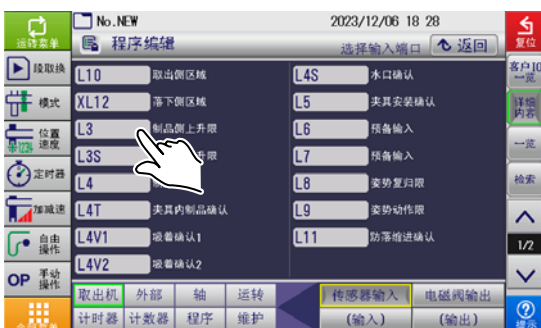 No.NEW 2023/12/06 18 28
运转菜单 程序编辑 选择输入端口 返回 复位
段取换 L10 取出侧区域 L4S 水口确认 客户IO一览
模式 XL12 落下侧区域 L5 夹具安装确认 详细内容
位置速度 L3 制品侧上升限 L6 预备输入
L3S 升限 L7 预备输入 一览
定时器 L4 L8 姿势复归限 检索
加减速 L4T 夹具内制品确认 L9 姿势动作限
自由操作 L4V1 吸着确认1 L11 防落缩进确认 1/2
OP 手动操作 L4V2 吸着确认2
取出机 外部 轴 运转 传感器输入 电磁阀输出
计时器 计数器 程序 维护 (输入) (输出) 提示